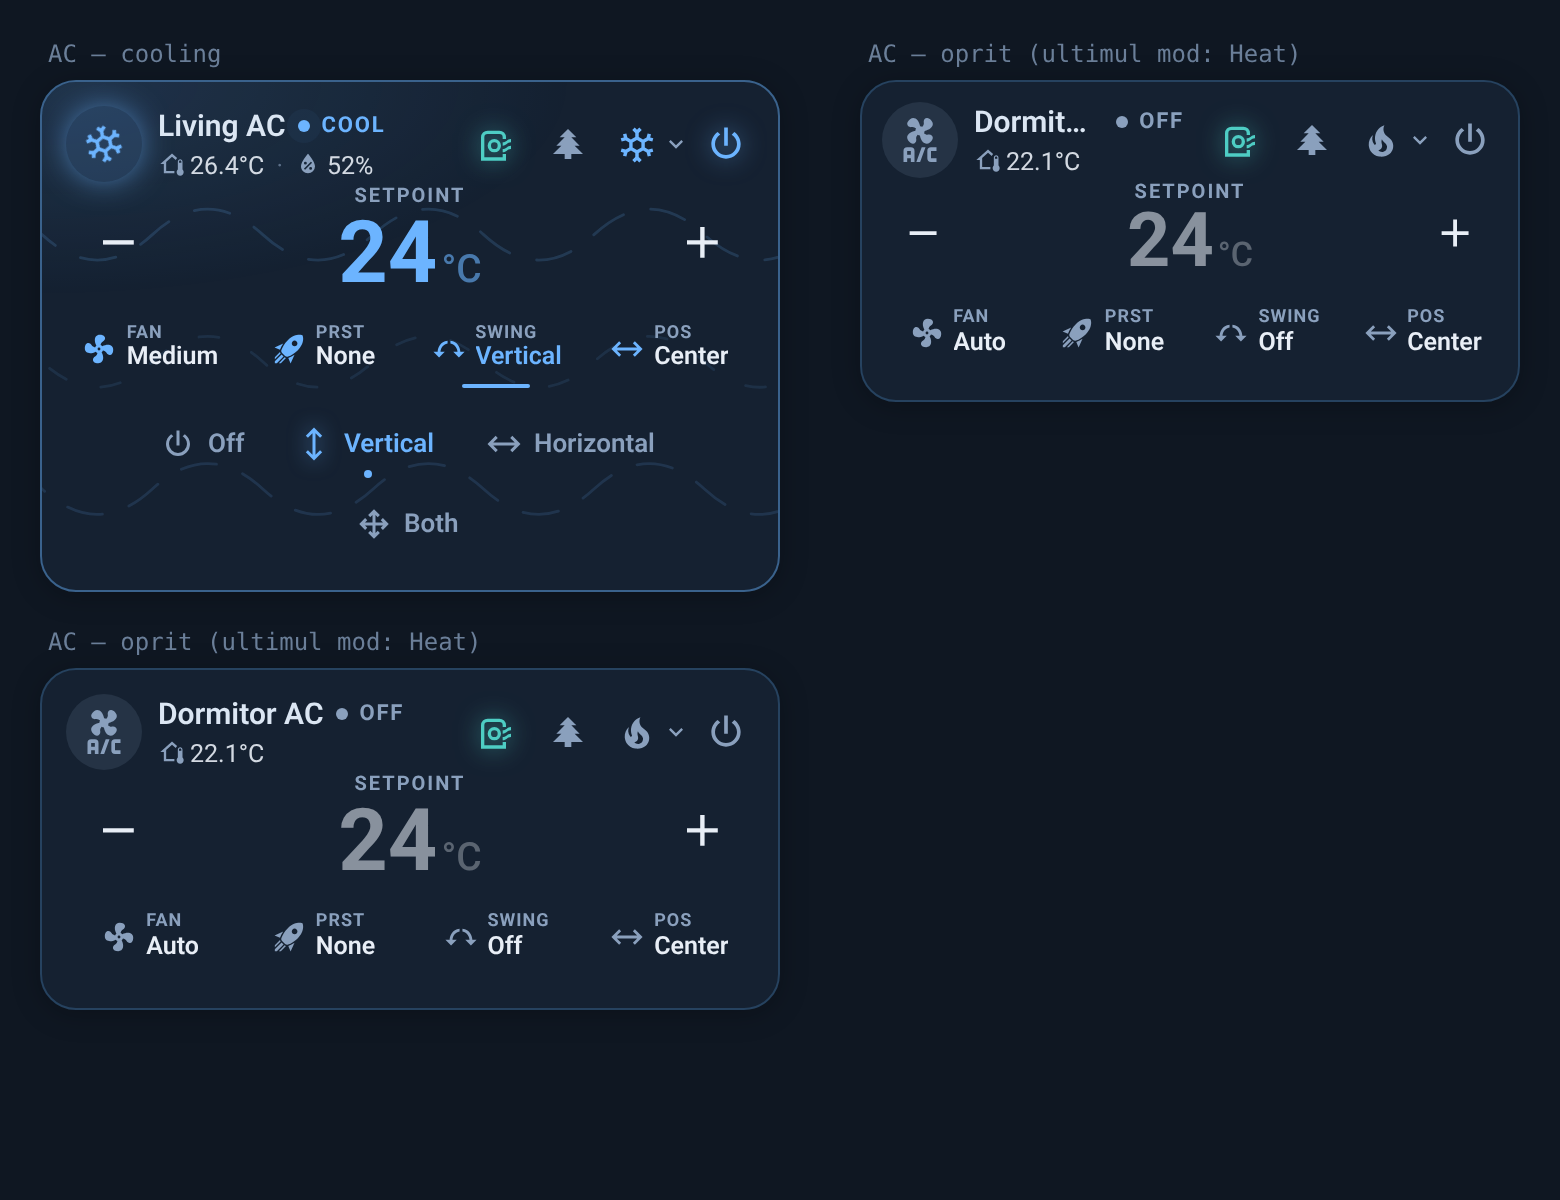 AC — cooling
Living AC COOL
26.4°C · 52%
SETPOINT
24 °C
FAN
Medium
PRST
None
SWING
Vertical
POS
Center
Off
Vertical
Horizontal
Both
AC — oprit (ultimul mod: Heat)
A/C
Dormitor AC OFF
22.1°C
SETPOINT
24 °C
FAN
Auto
PRST
None
SWING
Off
POS
Center
AC — oprit (ultimul mod: Heat)
A/C
Dormit... OFF
22.1°C
SETPOINT
24 °C
FAN
Auto
PRST
None
SWING
Off
POS
Center